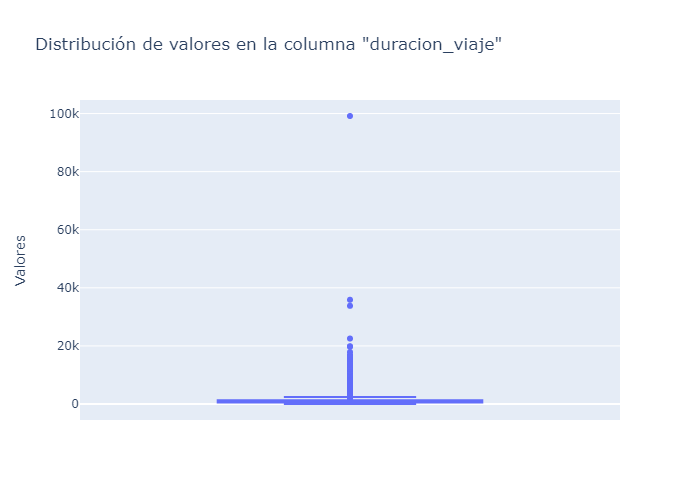 Distribución de valores en la columna "duracion_viaje"
100k
80k
60k
40k
20k
0
Valores